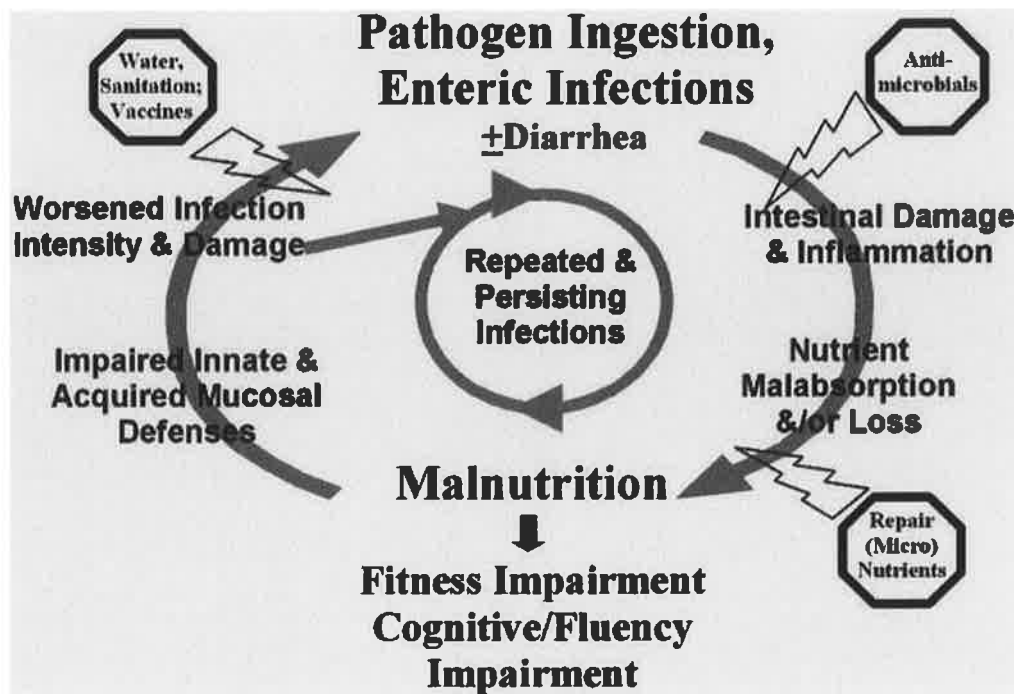 Pathogen Ingestion,
Enteric Infections
±Diarrhea
Water,
Sanitation;
Vaccines
Anti-
microbials
Worsened Infection
Intensity & Damage
Intestinal Damage
& Inflammation
Repeated &
Persisting
Infections
Impaired Innate &
Acquired Mucosal
Defenses
Nutrient
Malabsorption
&/or Loss
Malnutrition
Repair
(Micro)
Nutrients
Fitness Impairment
Cognitive/Fluency
Impairment